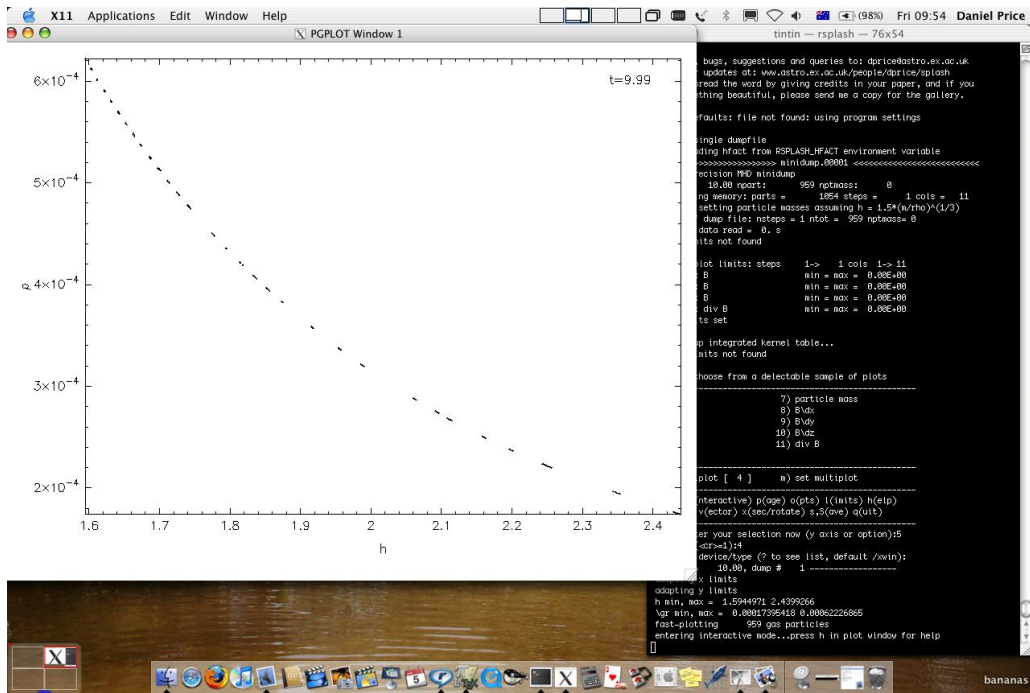 X11 Applications Edit Window Help (98%) Fri 09:54 Daniel Price
PGPLOT Window 1
t=9.99
6×10⁻⁴
5×10⁻⁴
ρ 4×10⁻⁴
3×10⁻⁴
2×10⁻⁴
1.6 1.7 1.8 1.9 2 2.1 2.2 2.3 2.4
h
tintin — rsplash — 76x54
bugs, suggestions and queries to: dprice@astro.ex.ac.uk
updates at: www.astro.ex.ac.uk/people/dprice/splash
pread the word by giving credits in your paper, and if you
thing beautiful, please send me a copy for the gallery.
efaults: file not found: using program settings
single dumpfile
ding hfact from RSPLASH_HFACT environment variable
>>>>>>>>>>>>>>>> minidump.00001 <<<<<<<<<<<<<<<<<<<<<<<<<<
recision MHD minidump
10.00 npart: 959 nptmass: 0
ng memory: parts = 1054 steps = 1 cols = 11
setting particle masses assuming h = 1.5*(m/rho)^(1/3)
dump file: nsteps = 1 ntot = 959 nptmass= 0
data read = 0. s
its not found
plot limits: steps 1-> 1 cols 1-> 11
B min = max = 0.00E+00
B min = max = 0.00E+00
B min = max = 0.00E+00
div B min = max = 0.00E+00
ts set
up integrated kernel table...
mits not found
hoose from a delectable sample of plots
7) particle mass
8) B\dx
9) B\dy
10) B\dz
11) div B
plot [ 4 ] m) set multiplot
nteractive) p(age) o(pts) l(imits) h(elp)
v(ector) x(sec/rotate) s,S(ave) q(uit)
er your selection now (y axis or option):5
(<cr>=1):4
device/type (? to see list, default /xwin):
10.00, dump # 1 ------------------
adapting x limits
adapting y limits
h min, max = 1.5944971 2.4399266
\gr min, max = 0.00017395418 0.00062226865
fast-plotting 959 gas particles
entering interactive mode...press h in plot window for help
bananas